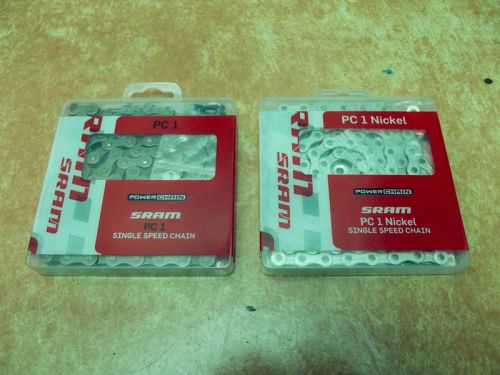 PC 1
SRAM
POWERCHAIN
SRAM
PC 1
SINGLE SPEED CHAIN
PC 1 Nickel
SRAM
POWERCHAIN
SRAM
PC 1 Nickel
SINGLE SPEED CHAIN